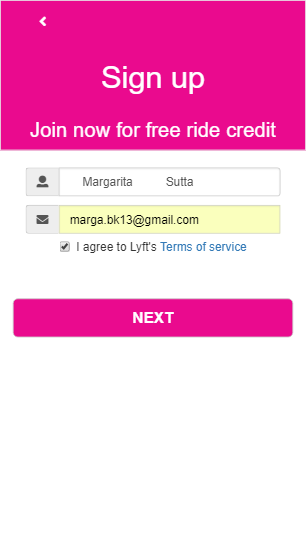 Sign up
Join now for free ride credit
Margarita Sutta
marga.bk13@gmail.com
I agree to Lyft's Terms of service
NEXT